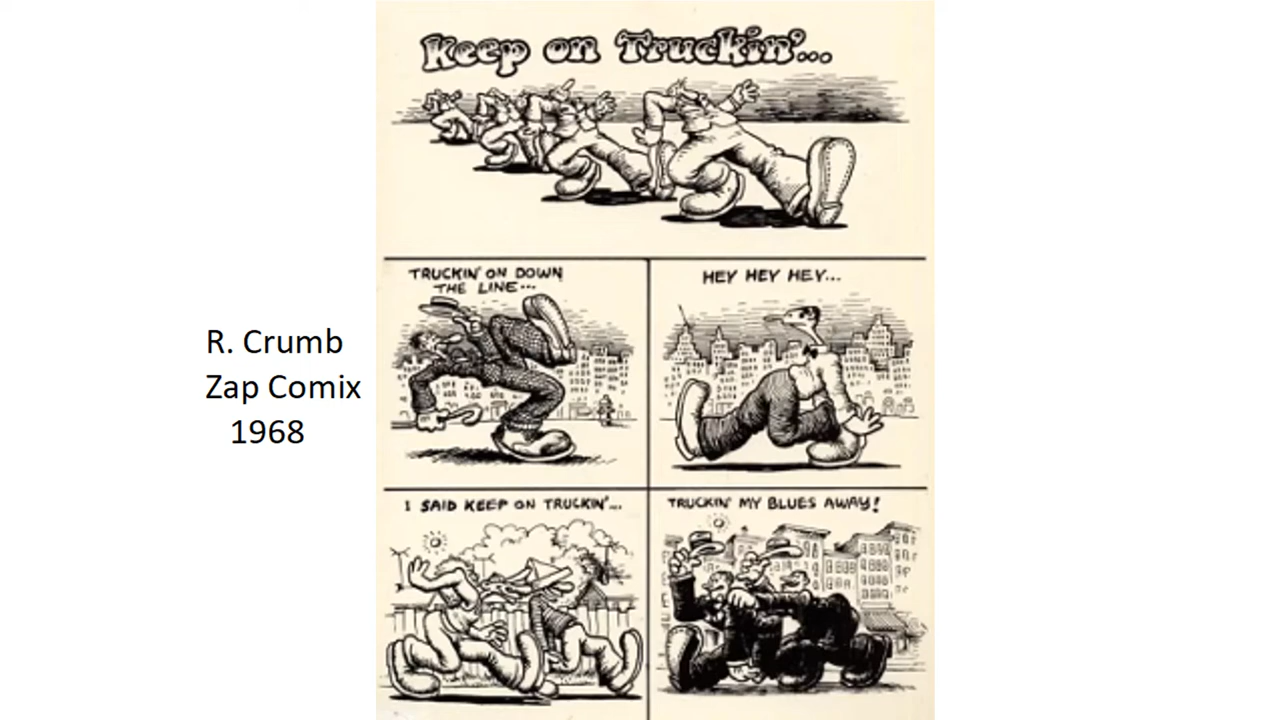 Keep on Truckin'...
TRUCKIN' ON DOWN
THE LINE...
HEY HEY HEY...
R. Crumb
Zap Comix
1968
I SAID KEEP ON TRUCKIN'...
TRUCKIN' MY BLUES AWAY!